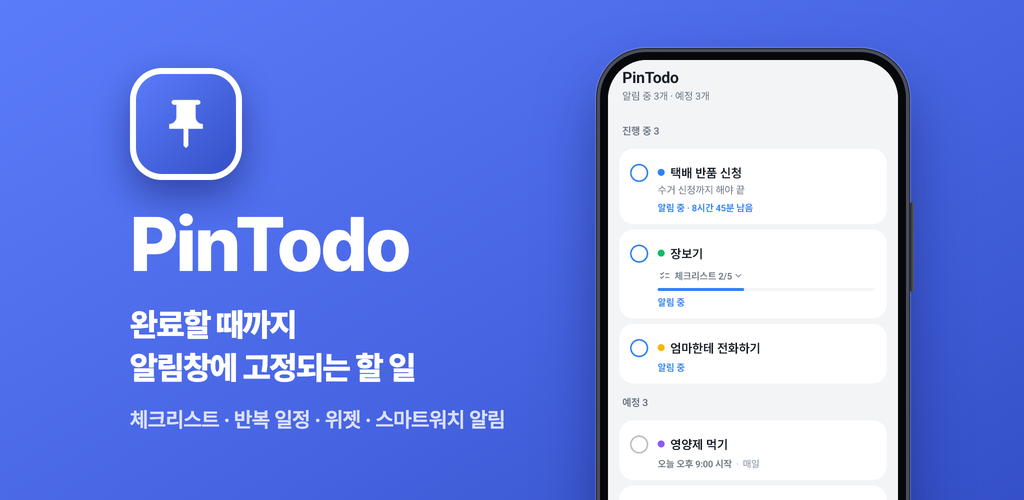 PinTodo
완료할 때까지
알림창에 고정되는 할 일
체크리스트 · 반복 일정 · 위젯 · 스마트워치 알림
PinTodo
알림 중 3개 · 예정 3개
진행 중 3
택배 반품 신청
수거 신청까지 해야 끝
알림 중 · 8시간 45분 남음
장보기
체크리스트 2/5
알림 중
엄마한테 전화하기
알림 중
예정 3
영양제 먹기
오늘 오후 9:00 시작 · 매일